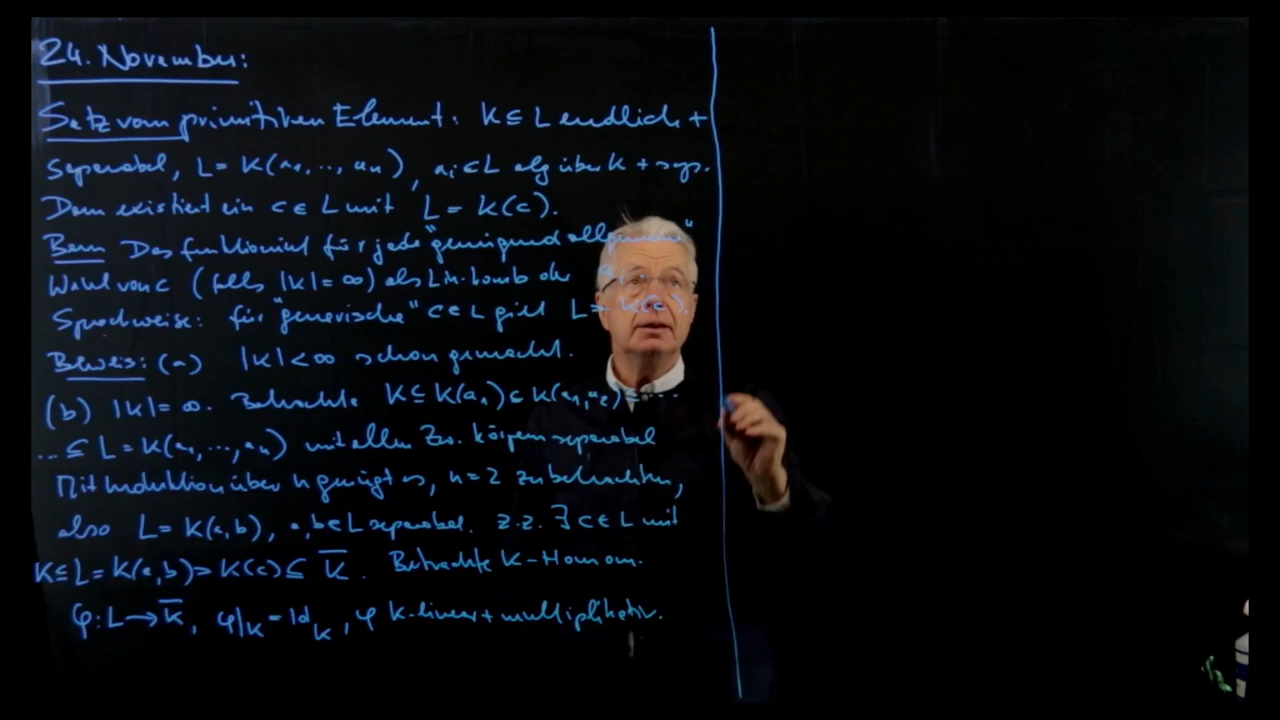 24. November:
Satz vom primitiven Element: K ⊆ L endlich +
separabel, L = K(a₁, .., aₙ), aᵢ ∈ L alg über K + sep.
Dann existiert ein c ∈ L mit L = K(c).
Bem Das funktioniert für jede "genügend allgemeine"
Wahl von c (falls |K| = ∞) als Lin.komb der
Sprechweise: für "generische" c ∈ L gilt L = K(c).
Beweis: (a) |K| < ∞ schon gemacht.
(b) |K| = ∞. Betrachte K ⊆ K(a₁) ⊆ K(a₁, a₂) ⊆ ...
... ⊆ L = K(a₁, ..., aₙ) mit allen Zw. körpern separabel
Mit Induktion über n genügt es, n = 2 zu betrachten,
also L = K(a, b), a, b ∈ L separabel. z.z. ∃ c ∈ L mit
K ⊆ L = K(a, b) = K(c) ⊆ K̅. Betrachte K-Homom.
φ: L → K̅, φ|_K = Id_K, φ K-linear + multiplikativ.